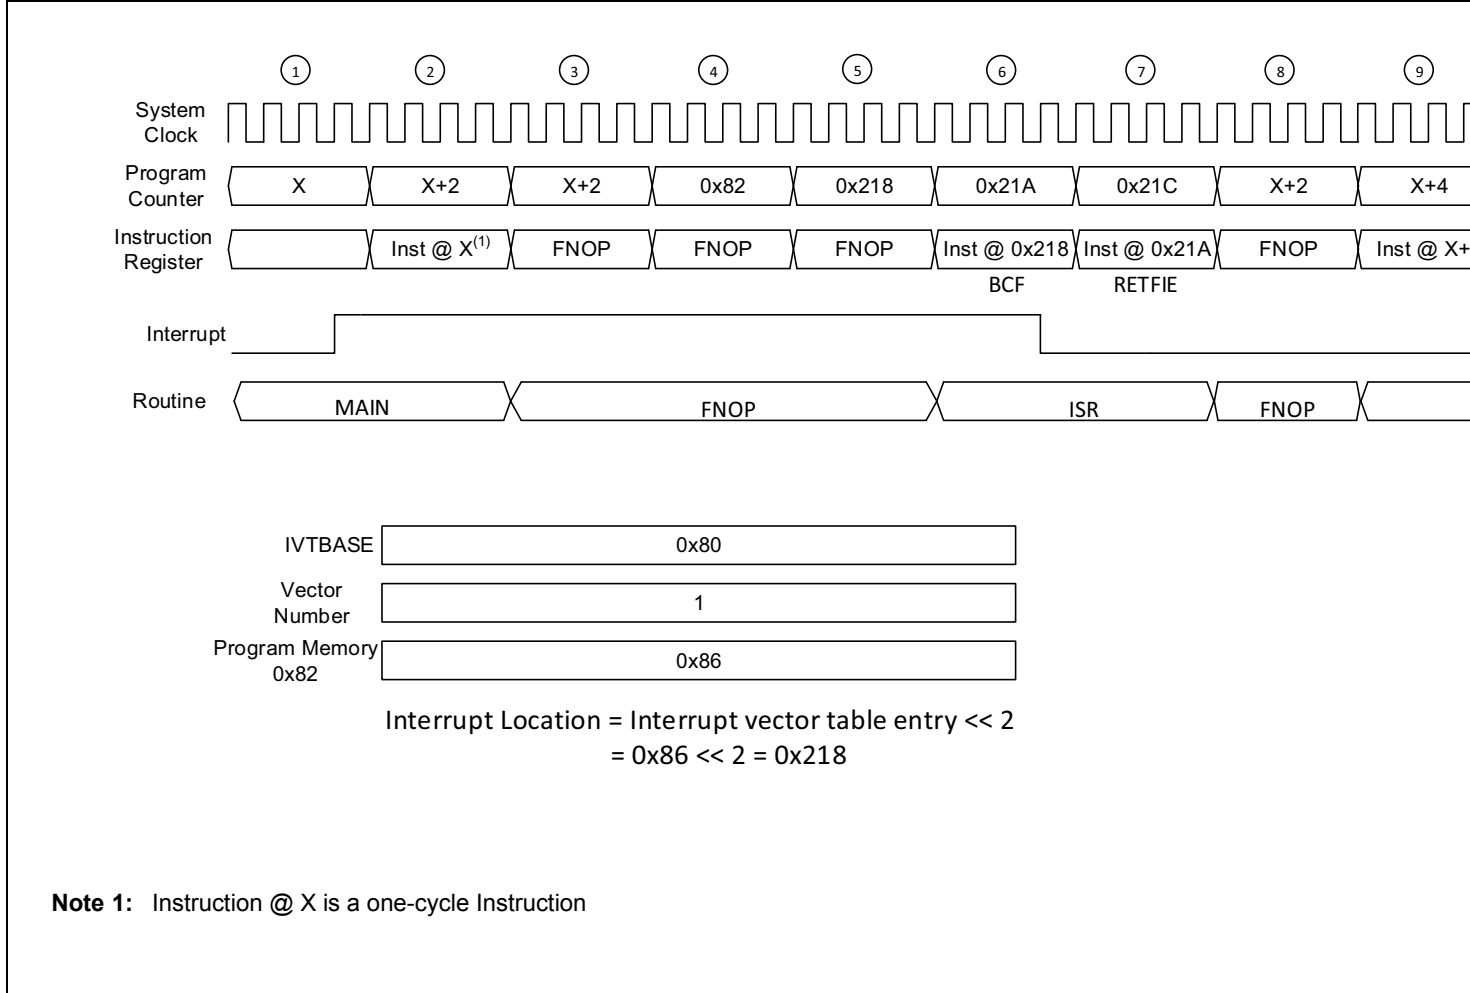 1 2 3 4 5 6 7 8 9
System
Clock
Program
Counter
X X+2 X+2 0x82 0x218 0x21A 0x21C X+2 X+4
Instruction
Register
Inst @ X(1) FNOP FNOP FNOP Inst @ 0x218 Inst @ 0x21A FNOP Inst @ X+
BCF RETFIE
Interrupt
Routine MAIN FNOP ISR FNOP
IVTBASE 0x80
Vector
Number
1
Program Memory
0x82
0x86
Interrupt Location = Interrupt vector table entry << 2
= 0x86 << 2 = 0x218
Note 1: Instruction @ X is a one-cycle Instruction